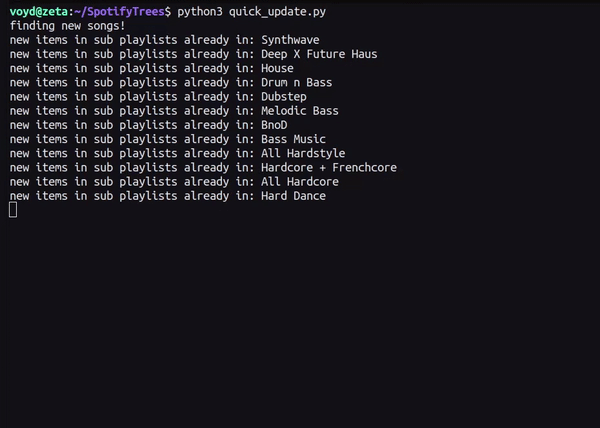 voyd@zeta:~/SpotifyTrees$ python3 quick_update.py
finding new songs!
new items in sub playlists already in: Synthwave
new items in sub playlists already in: Deep X Future Haus
new items in sub playlists already in: House
new items in sub playlists already in: Drum n Bass
new items in sub playlists already in: Dubstep
new items in sub playlists already in: Melodic Bass
new items in sub playlists already in: BnoD
new items in sub playlists already in: Bass Music
new items in sub playlists already in: All Hardstyle
new items in sub playlists already in: Hardcore + Frenchcore
new items in sub playlists already in: All Hardcore
new items in sub playlists already in: Hard Dance